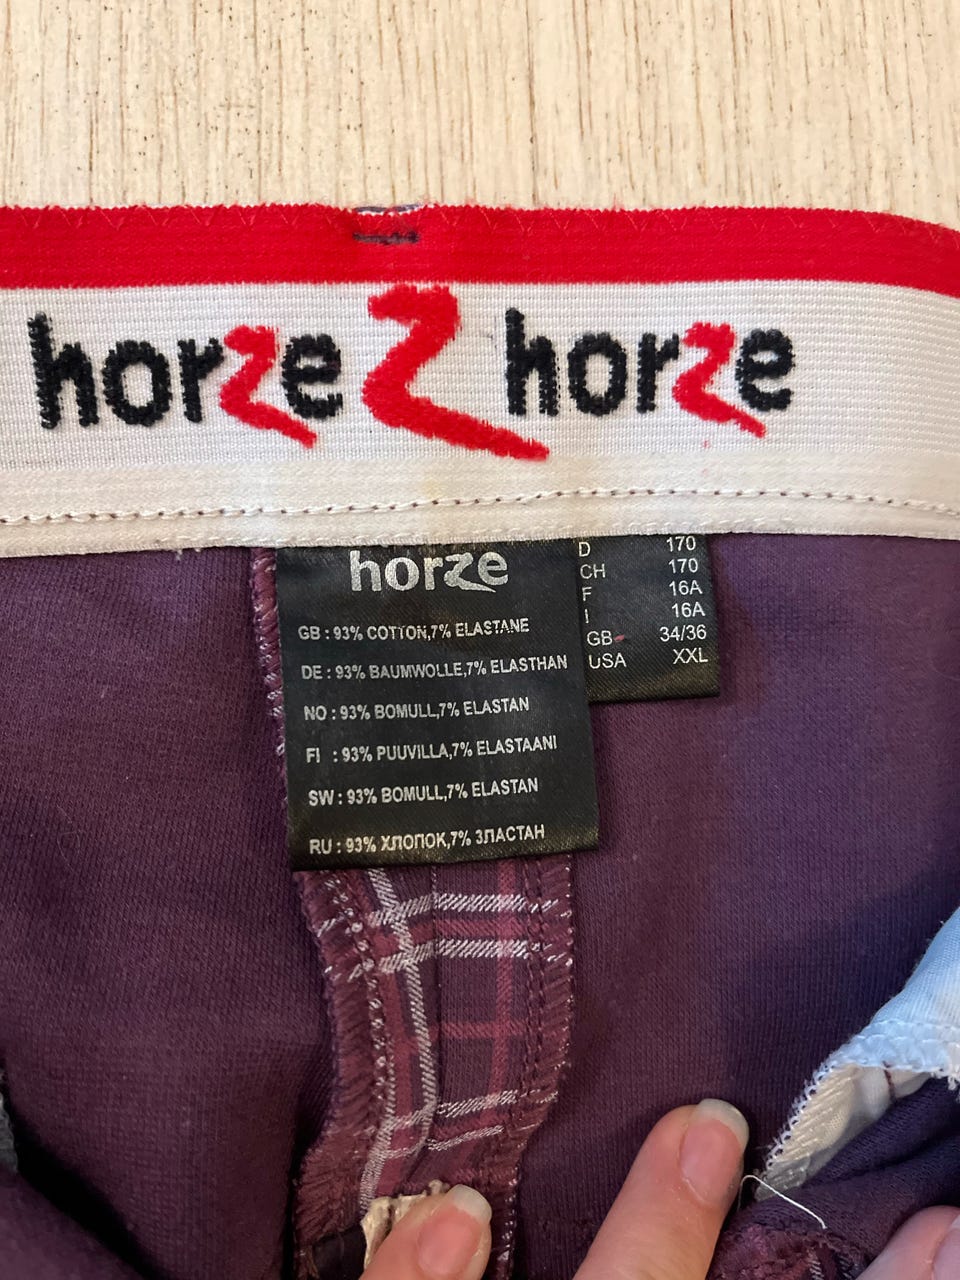 horze Z horze
horze
GB : 93% COTTON,7% ELASTANE
DE : 93% BAUMWOLLE,7% ELASTHAN
NO : 93% BOMULL,7% ELASTAN
FI : 93% PUUVILLA,7% ELASTAANI
SW : 93% BOMULL,7% ELASTAN
RU : 93% ХЛОПОК,7% ЗЛАСТАН
D 170
CH 170
F 16A
I 16A
GB 34/36
USA XXL